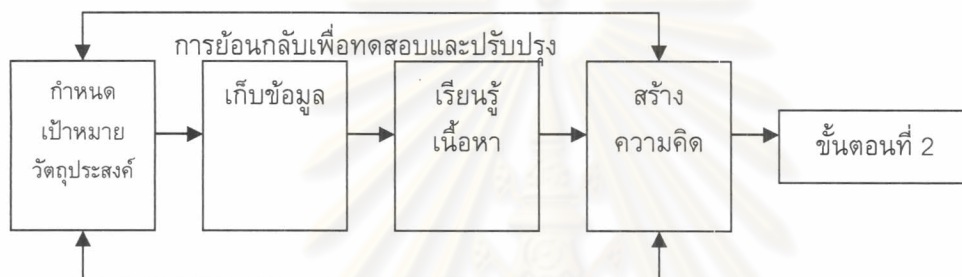 การย้อนกลับเพื่อทดสอบและปรับปรุง
กำหนด
เป้าหมาย
วัตถุประสงค์
เก็บข้อมูล
เรียนรู้
เนื้อหา
สร้าง
ความคิด
ขั้นตอนที่ 2